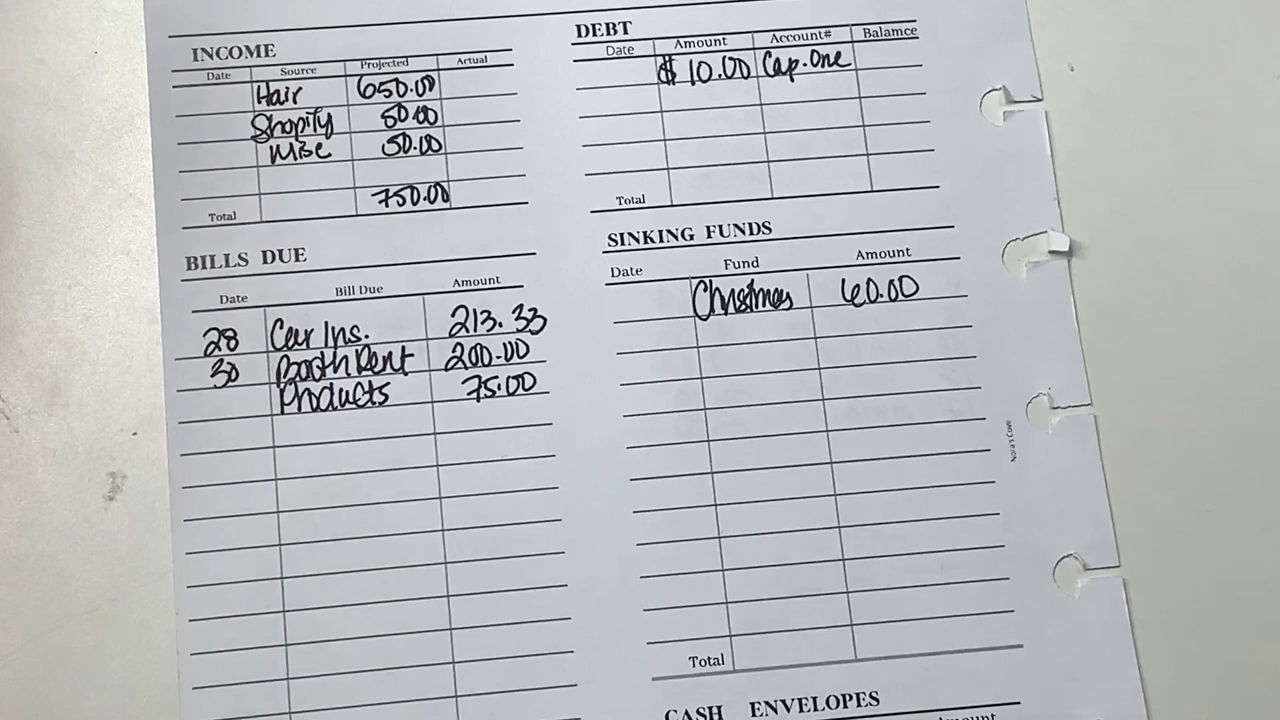 INCOME
Date Source Projected Actual
Hair 650.00
Shopify 50.00
Misc 50.00
750.00
Total
DEBT
Date Amount Account# Balamce
$ 10.00 Cap. One
Total
BILLS DUE
Date Bill Due Amount
28 Car Ins. 213.33
30 Booth Rent 200.00
Products 75.00
SINKING FUNDS
Date Fund Amount
Christmas 60.00
Total
CASH ENVELOPES
Amount